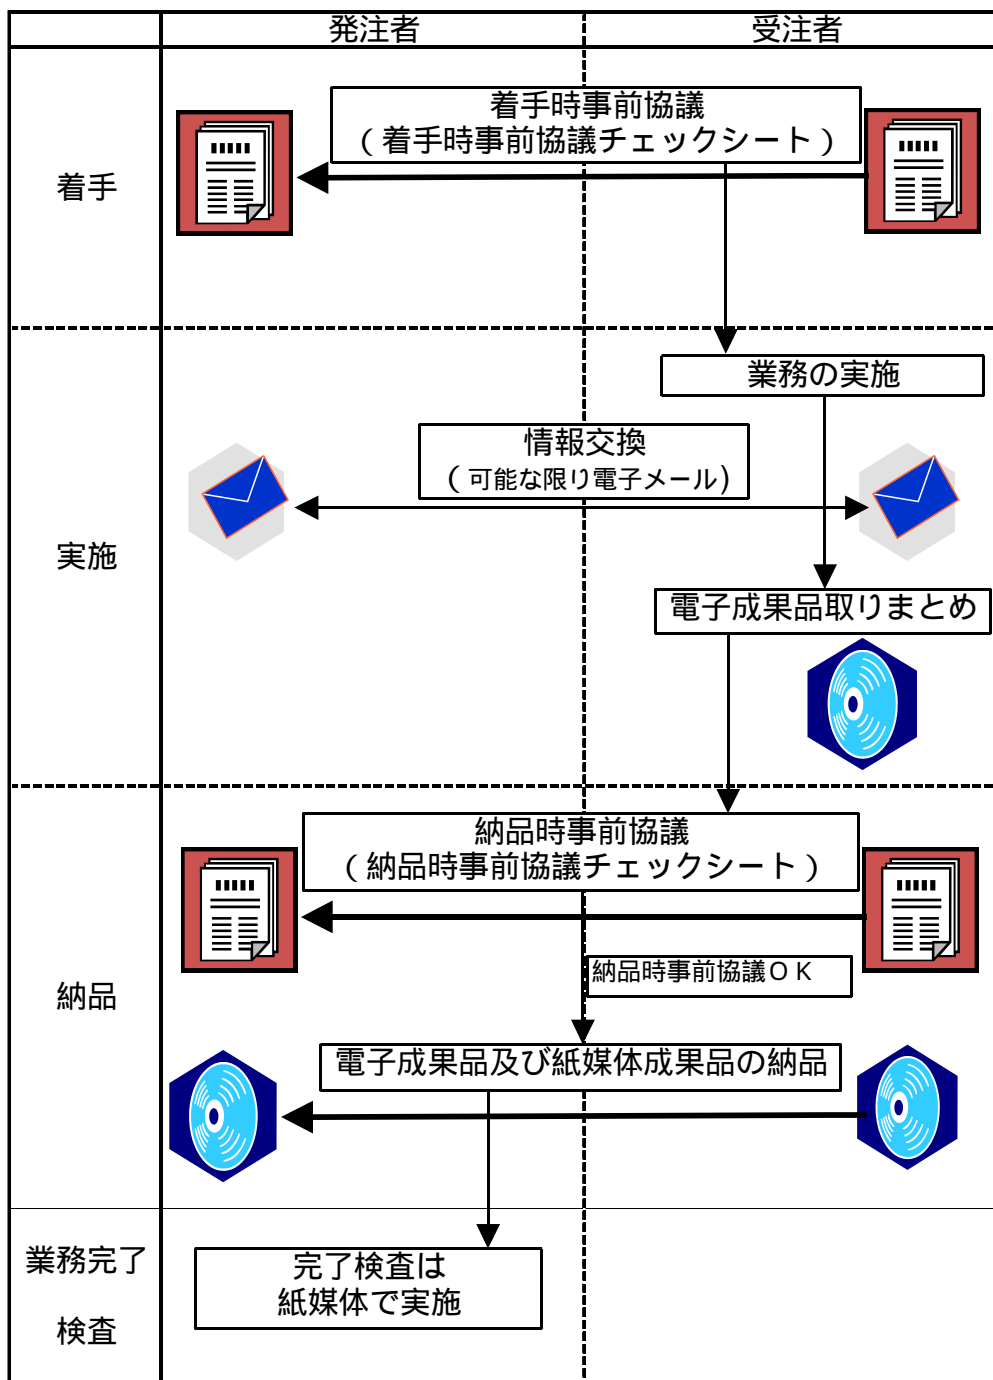 発注者
受注者
着手
着手時事前協議
（着手時事前協議チェックシート）
実施
業務の実施
情報交換
（可能な限り電子メール)
電子成果品取りまとめ
納品
納品時事前協議
（納品時事前協議チェックシート）
納品時事前協議ＯＫ
電子成果品及び紙媒体成果品の納品
業務完了
検査
完了検査は
紙媒体で実施